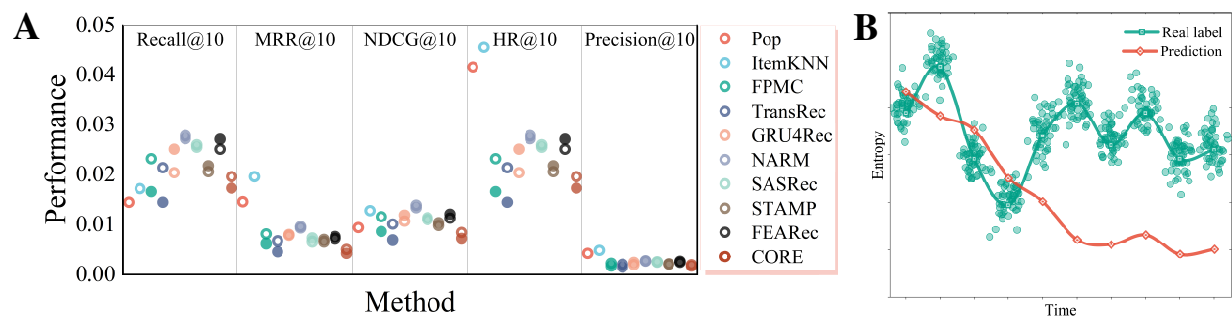 A
0.05
0.04
0.03
0.02
0.01
0.00
Performance
Recall@10
MRR@10
NDCG@10
HR@10
Precision@10
Method
Pop
ItemKNN
FPMC
TransRec
GRU4Rec
NARM
SASRec
STAMP
FEARec
CORE
B
Real label
Prediction
Entropy
Time